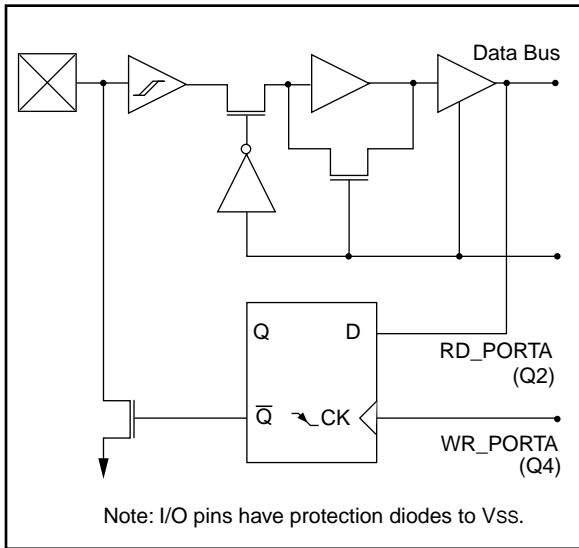 Data Bus
Q D
RD_PORTA
(Q2)
Q̅ CK
WR_PORTA
(Q4)
Note: I/O pins have protection diodes to VSS.